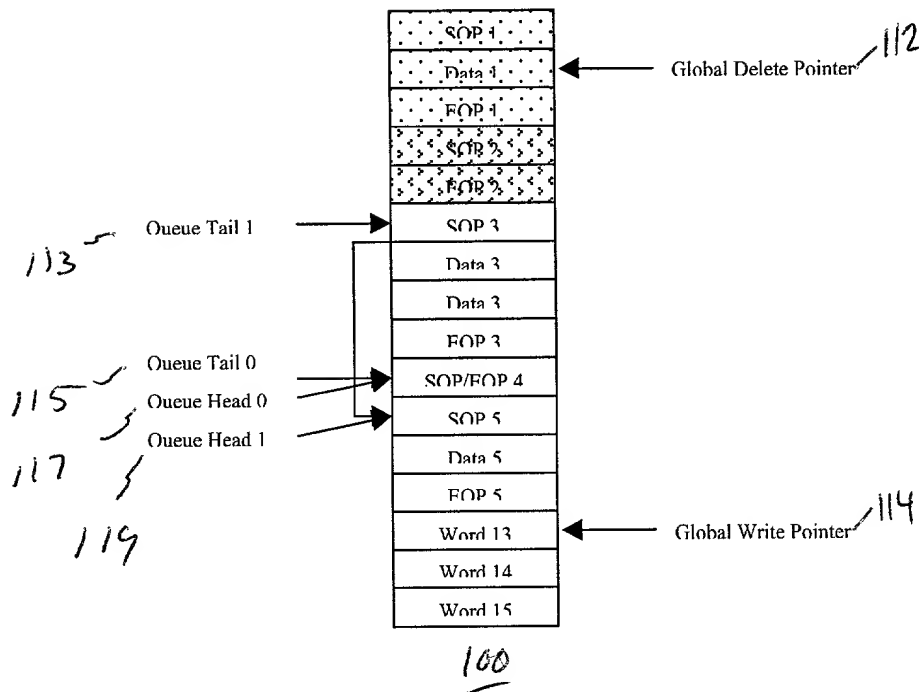 SOP 1
112
Data 1
Global Delete Pointer
EOP 1
SOP 2
EOP 2
Queue Tail 1
SOP 3
113
Data 3
Data 3
EOP 3
Queue Tail 0
SOP/EOP 4
115
Queue Head 0
SOP 5
117
Queue Head 1
Data 5
EOP 5
114
119
Word 13
Global Write Pointer
Word 14
Word 15
100